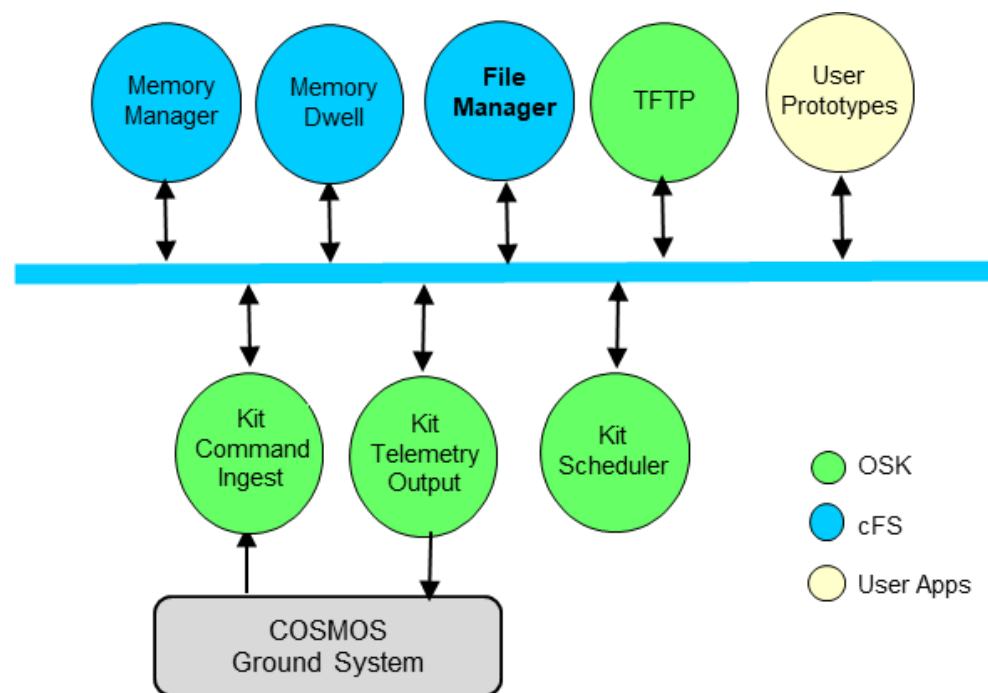 Memory
Manager
Memory
Dwell
File
Manager
TFTP
User
Prototypes
Kit
Command
Ingest
Kit
Telemetry
Output
Kit
Scheduler
OSK
cFS
User Apps
COSMOS
Ground System